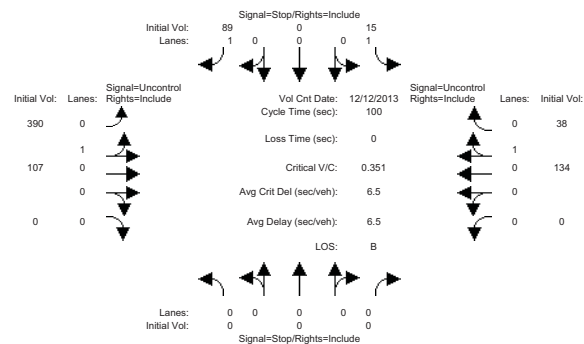 Signal=Stop/Rights=Include
Initial Vol: 89 0 15
Lanes: 1 0 0 0 1
Signal=Uncontrol
Initial Vol: Lanes: Rights=Include
Vol Cnt Date: 12/12/2013
Signal=Uncontrol
Rights=Include Lanes: Initial Vol:
Cycle Time (sec): 100
390 0
0 38
Loss Time (sec): 0
1
1
107 0
Critical V/C: 0.351
0 134
0
Avg Crit Del (sec/veh): 6.5
0
0 0
Avg Delay (sec/veh): 6.5
0 0
LOS: B
Lanes: 0 0 0 0 0
Initial Vol: 0 0 0
Signal=Stop/Rights=Include